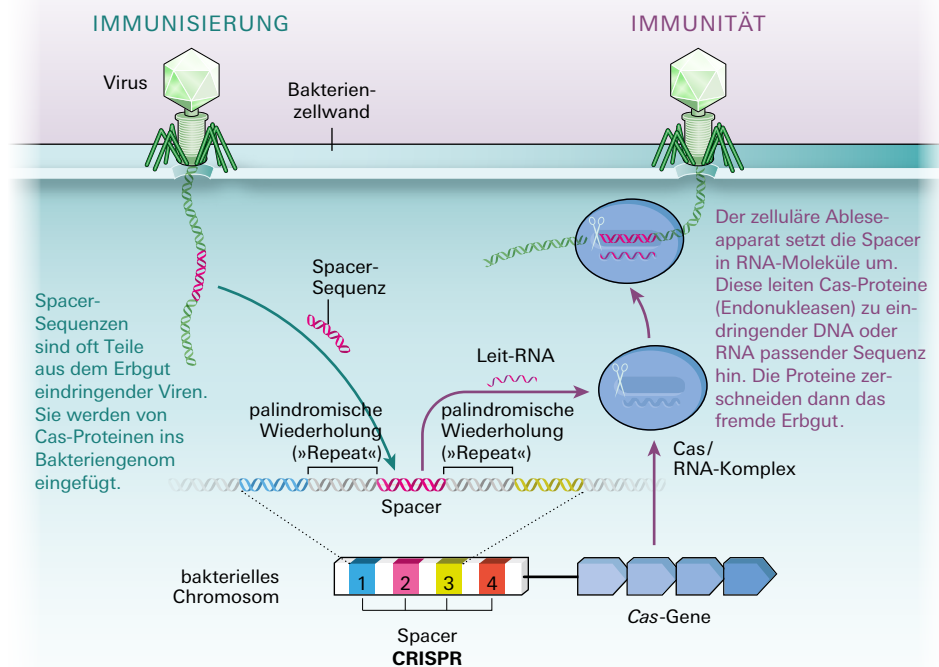 IMMUNISIERUNG
IMMUNITÄT
Virus
Bakterien-
zellwand
Spacer-
Sequenz
Spacer-
Sequenzen
sind oft Teile
aus dem Erbgut
eindringender Viren.
Sie werden von
Cas-Proteinen ins
Bakteriengenom
eingefügt.
Der zelluläre Ablese-
apparat setzt die Spacer
in RNA-Moleküle um.
Diese leiten Cas-Proteine
(Endonukleasen) zu ein-
dringender DNA oder
RNA passender Sequenz
hin. Die Proteine zer-
schneiden dann das
fremde Erbgut.
Leit-RNA
palindromische
Wiederholung
(»Repeat«)
palindromische
Wiederholung
(»Repeat«)
Cas/
RNA-Komplex
Spacer
bakterielles
Chromosom
1 2 3 4
Cas-Gene
Spacer
CRISPR